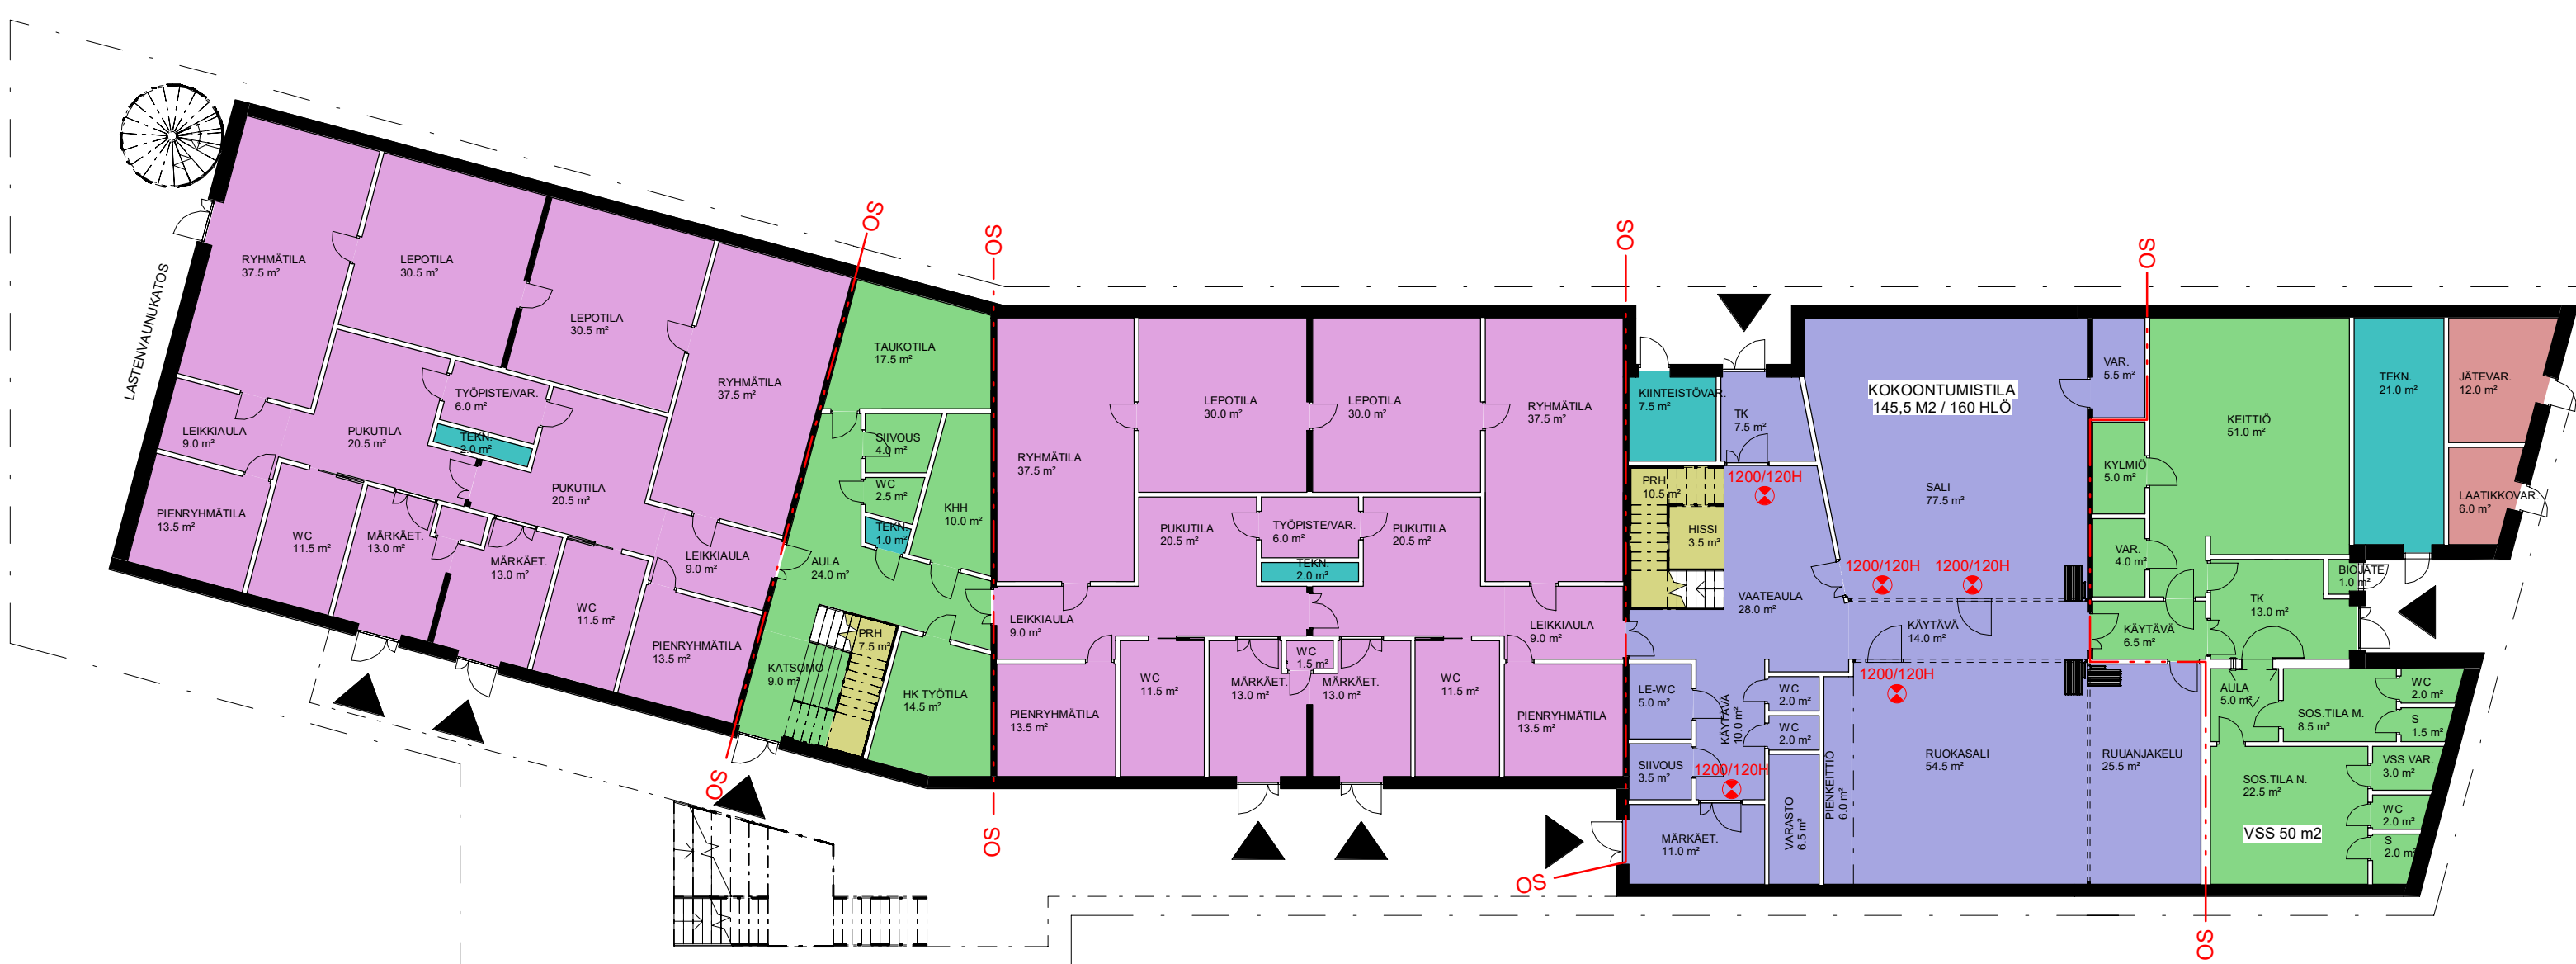 LASTENVAUNUKATOS
RYHMÄTILA
37.5 m²
LEPOTILA
30.5 m²
LEPOTILA
30.5 m²
RYHMÄTILA
37.5 m²
LEIKKIAULA
9.0 m²
PUKUTILA
20.5 m²
TYÖPISTE/VAR.
6.0 m²
TEKN.
2.0 m²
PUKUTILA
20.5 m²
PIENRYHMÄTILA
13.5 m²
WC
11.5 m²
MÄRKÄET.
13.0 m²
MÄRKÄET.
13.0 m²
WC
11.5 m²
LEIKKIAULA
9.0 m²
PIENRYHMÄTILA
13.5 m²
OS
OS
TAUKOTILA
17.5 m²
SIIVOUS
4.0 m²
WC
2.5 m²
TEKN.
1.0 m²
KHH
10.0 m²
AULA
24.0 m²
PRH
7.5 m²
KATSOMO
9.0 m²
HK TYÖTILA
14.5 m²
OS
OS
RYHMÄTILA
37.5 m²
LEPOTILA
30.0 m²
LEPOTILA
30.0 m²
RYHMÄTILA
37.5 m²
PUKUTILA
20.5 m²
TYÖPISTE/VAR.
6.0 m²
TEKN.
2.0 m²
PUKUTILA
20.5 m²
LEIKKIAULA
9.0 m²
LEIKKIAULA
9.0 m²
PIENRYHMÄTILA
13.5 m²
WC
11.5 m²
MÄRKÄET.
13.0 m²
WC
1.5 m²
MÄRKÄET.
13.0 m²
WC
11.5 m²
PIENRYHMÄTILA
13.5 m²
OS
OS
KIINTEISTÖVAR.
7.5 m²
TK
7.5 m²
KOKOONTUMISTILA
145,5 M2 / 160 HLÖ
PRH
10.5 m²
HISSI
3.5 m²
1200/120H
SALI
77.5 m²
VAATEAULA
28.0 m²
1200/120H
1200/120H
KÄYTÄVÄ
14.0 m²
1200/120H
LE-WC
5.0 m²
KÄYTÄVÄ
10.0 m²
WC
2.0 m²
WC
2.0 m²
SIIVOUS
3.5 m²
1200/120H
MÄRKÄET.
11.0 m²
VARASTO
6.5 m²
PIENKEITTIÖ
6.0 m²
RUOKASALI
54.5 m²
RUUANJAKELU
25.5 m²
OS
OS
VAR.
5.5 m²
KYLMIÖ
5.0 m²
VAR.
4.0 m²
KÄYTÄVÄ
6.5 m²
KEITTIÖ
51.0 m²
TEKN.
21.0 m²
JÄTEVAR.
12.0 m²
LAATIKKOVAR.
6.0 m²
BIOJÄTE/
1.0 m²
TK
13.0 m²
AULA
5.0 m²
SOS.TILA M.
8.5 m²
WC
2.0 m²
S
1.5 m²
SOS.TILA N.
22.5 m²
VSS VAR.
3.0 m²
WC
2.0 m²
S
2.0 m²
VSS 50 m2